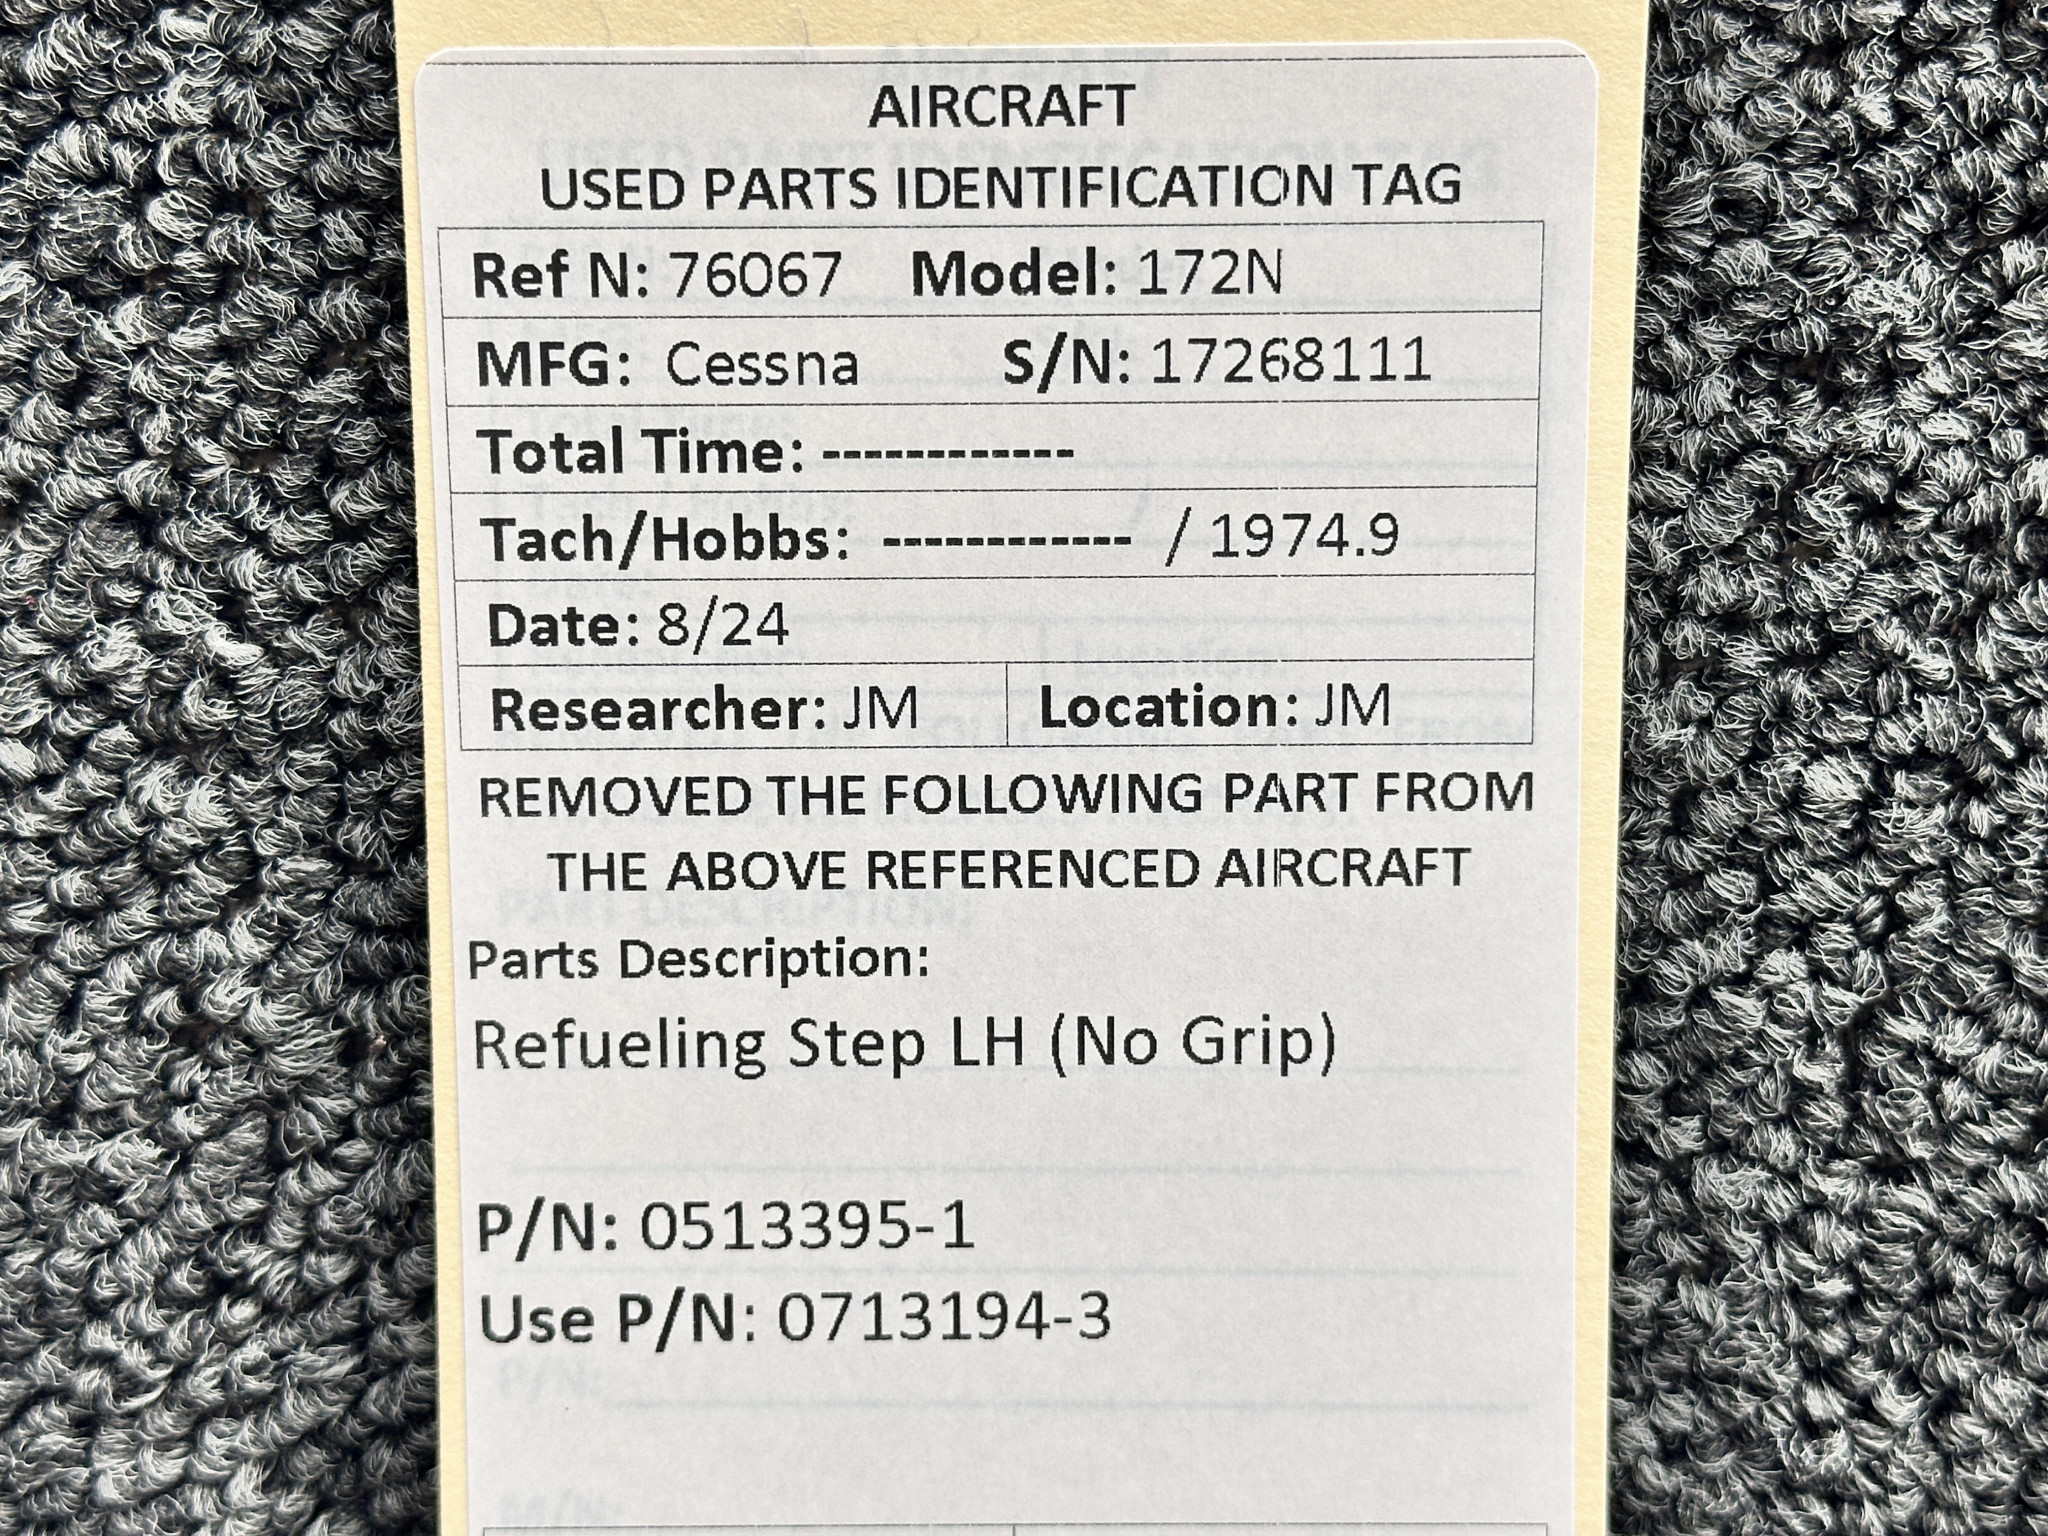 AIRCRAFT
USED PARTS IDENTIFICATION TAG
Ref N: 76067 Model: 172N
MFG: Cessna S/N: 17268111
Total Time: ------------
Tach/Hobbs: ------------ / 1974.9
Date: 8/24
Researcher: JM Location: JM
REMOVED THE FOLLOWING PART FROM
THE ABOVE REFERENCED AIRCRAFT
Parts Description:
Refueling Step LH (No Grip)
P/N: 0513395-1
Use P/N: 0713194-3